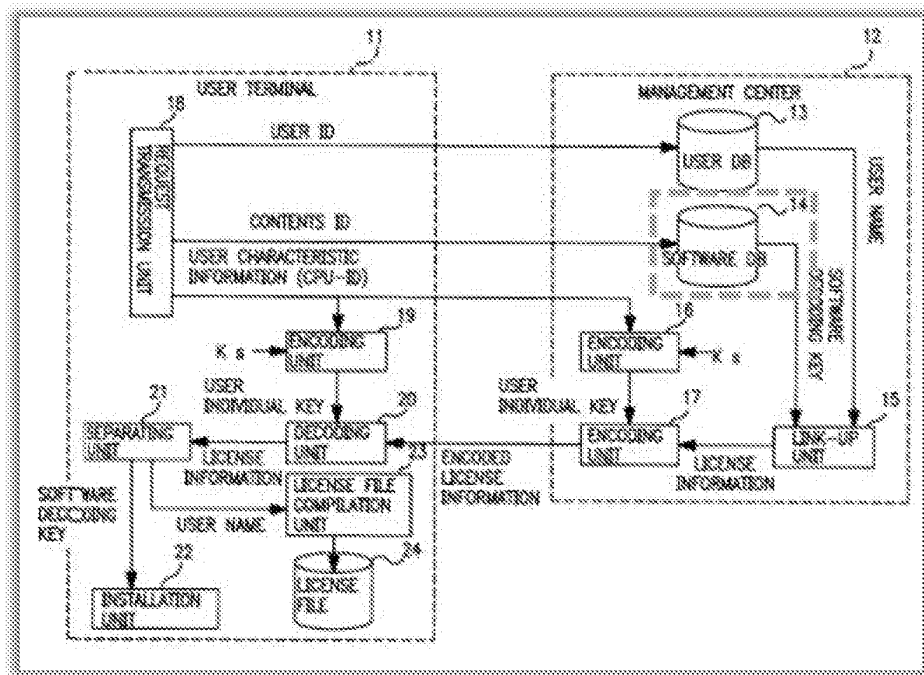 11
12
USER TERMINAL
MANAGEMENT CENTER
18
13
USER ID
USER DB
REQUEST
TRANSMISSION UNIT
USER NAME
14
CONTENTS ID
SOFTWARE DB
USER CHARACTERISTIC
INFORMATION (CPU-ID)
SOFTWARE
DECODING KEY
19
16
K s
ENCODING
UNIT
ENCODING
UNIT
K s
USER
INDIVIDUAL KEY
USER
INDIVIDUAL KEY
21
20
17
15
SEPARATING
UNIT
DECODING
UNIT
ENCODING
UNIT
LINK-UP
UNIT
LICENSE
INFORMATION
23
ENCODED
LICENSE
INFORMATION
LICENSE
INFORMATION
SOFTWARE
DECODING
KEY
USER NAME
LICENSE FILE
COMPILATION
UNIT
22
24
INSTALLATION
UNIT
LICENSE
FILE